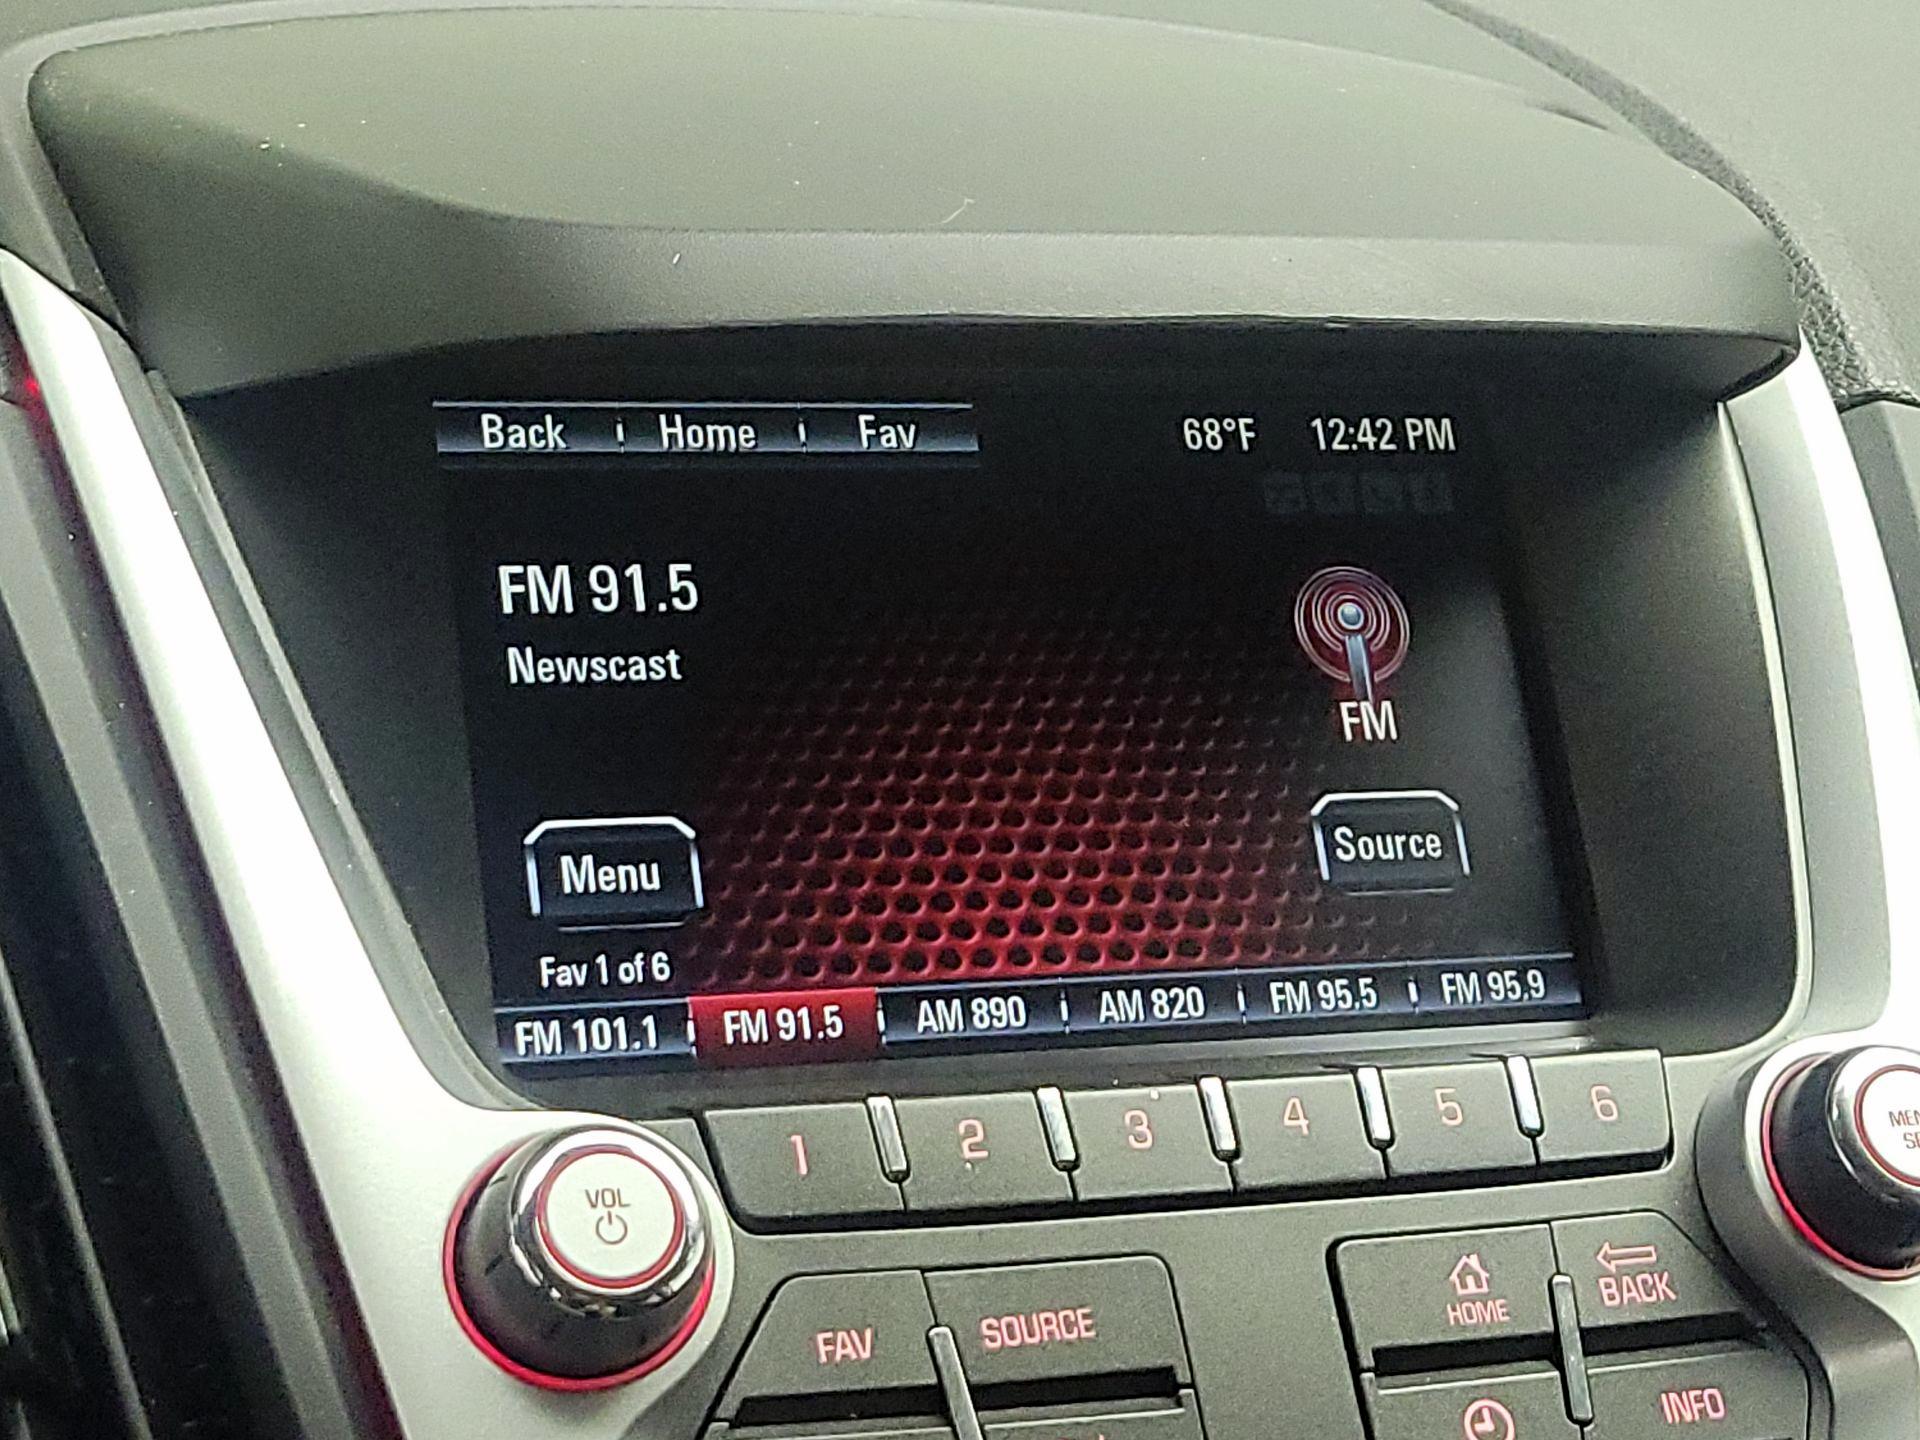 Back Home Fav 68°F 12:42 PM
FM 91.5
Newscast
FM
Menu
Source
Fav 1 of 6
FM 101.1 FM 91.5 AM 890 AM 820 FM 95.5 FM 95.9
1 2 3 4 5 6
VOL
FAV SOURCE
HOME BACK
INFO